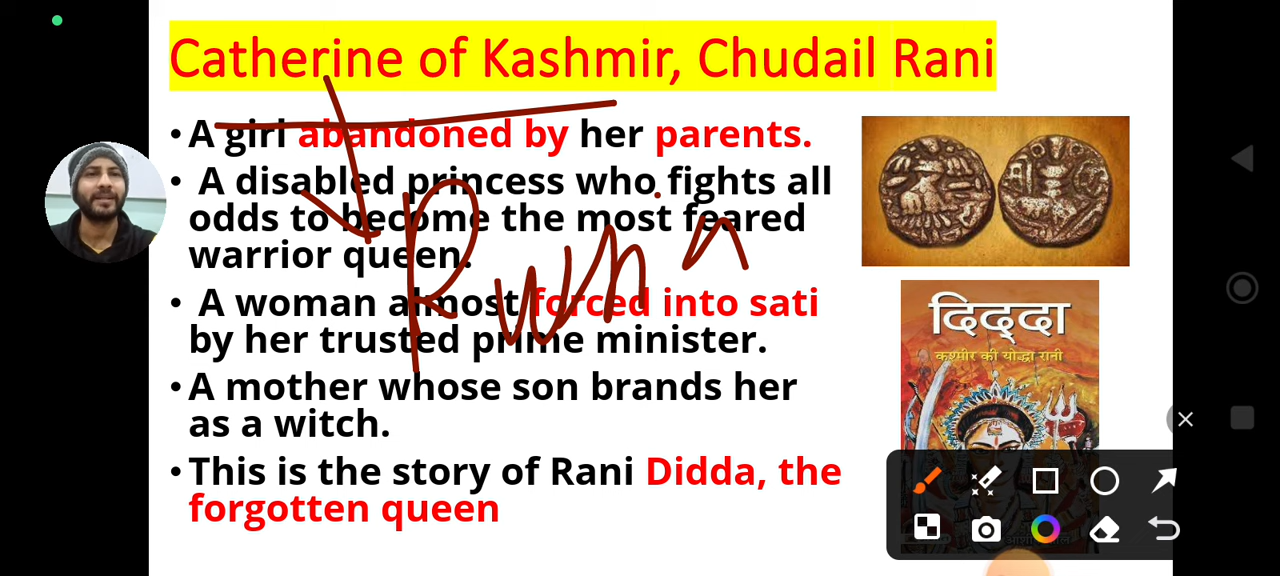 Catherine of Kashmir, Chudail Rani
• A girl abandoned by her parents.
• A disabled princess who fights all
odds to become the most feared
warrior queen.
• A woman almost forced into sati
by her trusted prime minister.
• A mother whose son brands her
as a witch.
• This is the story of Rani Didda, the
forgotten queen
दिद्दा
कश्मीर की योद्धा रानी